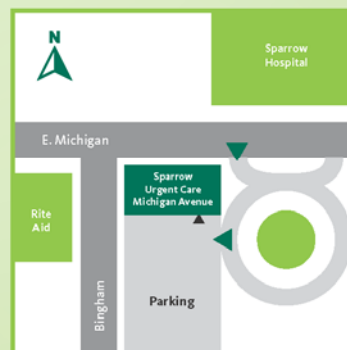 N
Sparrow
Hospital
E. Michigan
Sparrow
Urgent Care
Michigan Avenue
Rite
Aid
Parking
Bingham